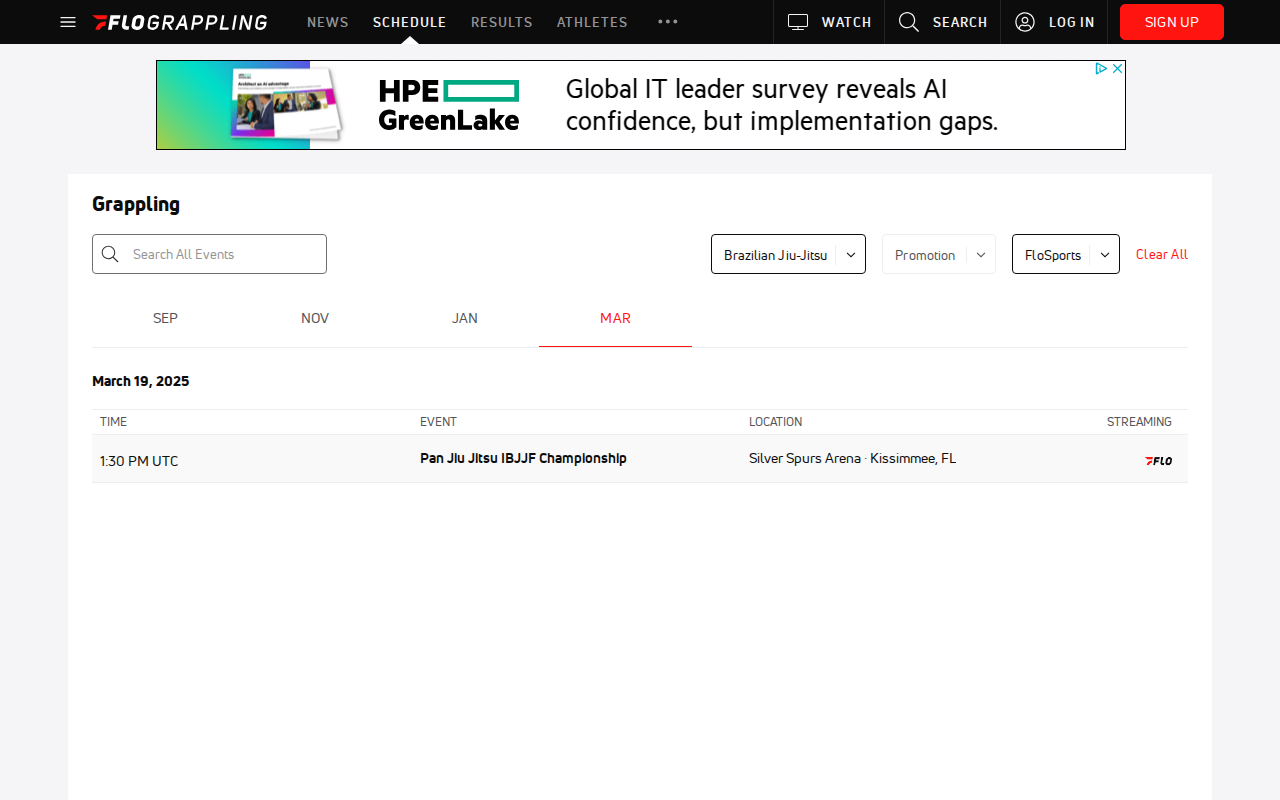 FLOGRAPPLING NEWS SCHEDULE RESULTS ATHLETES WATCH SEARCH LOG IN SIGN UP
HPE
GreenLake
Global IT leader survey reveals AI
confidence, but implementation gaps.
Grappling
Search All Events
Brazilian Jiu-Jitsu
Promotion
FloSports
Clear All
SEP NOV JAN MAR
March 19, 2025
TIME EVENT LOCATION STREAMING
1:30 PM UTC Pan Jiu Jitsu IBJJF Championship Silver Spurs Arena · Kissimmee, FL FLO